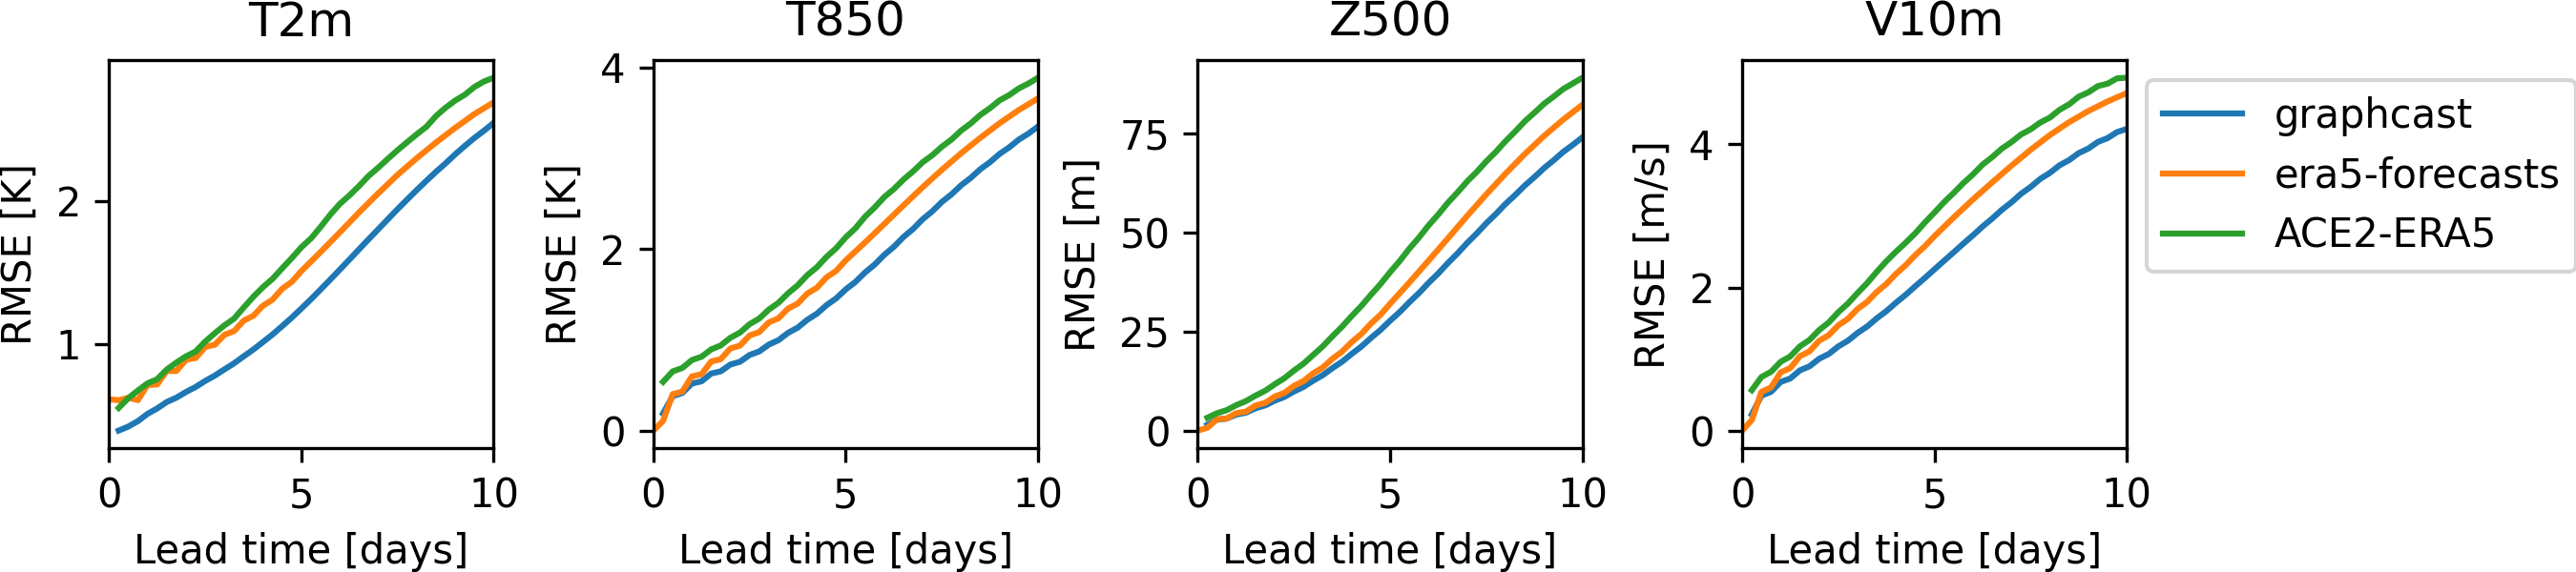 T2m
RMSE [K]
2
1
0
5
10
Lead time [days]
T850
RMSE [K]
4
2
0
0
5
10
Lead time [days]
Z500
RMSE [m]
75
50
25
0
0
5
10
Lead time [days]
V10m
RMSE [m/s]
4
2
0
0
5
10
Lead time [days]
graphcast
era5-forecasts
ACE2-ERA5